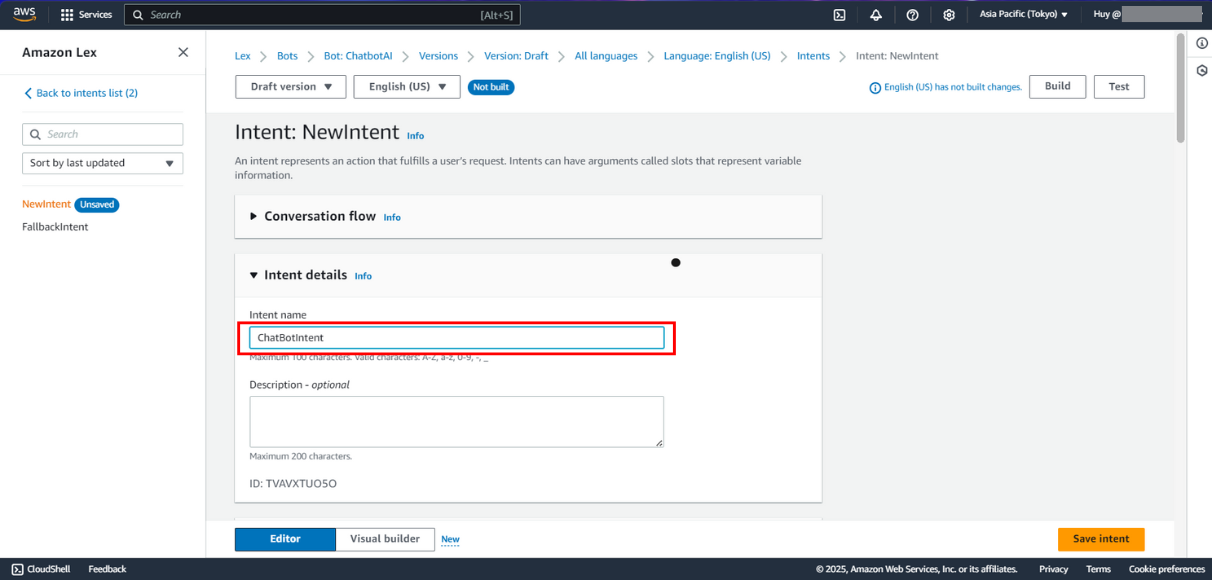 aws
Services
Search
[Alt+S]
Asia Pacific (Tokyo)
Huy @
Amazon Lex
Back to intents list (2)
Search
Sort by last updated
NewIntent Unsaved
FallbackIntent
Lex > Bots > Bot: ChatbotAI > Versions > Version: Draft > All languages > Language: English (US) > Intents > Intent: NewIntent
Draft version English (US) Not built English (US) has not built changes. Build Test
Intent: NewIntent Info
An intent represents an action that fulfills a user's request. Intents can have arguments called slots that represent variable
information.
Conversation flow Info
Intent details Info
Intent name
ChatBotIntent
Maximum 100 characters. Valid characters: A-Z, a-z, 0-9, -, _
Description - optional
Maximum 200 characters.
ID: TVAVXTUO5O
Editor Visual builder New Save intent
CloudShell Feedback © 2025, Amazon Web Services, Inc. or its affiliates. Privacy Terms Cookie preferences